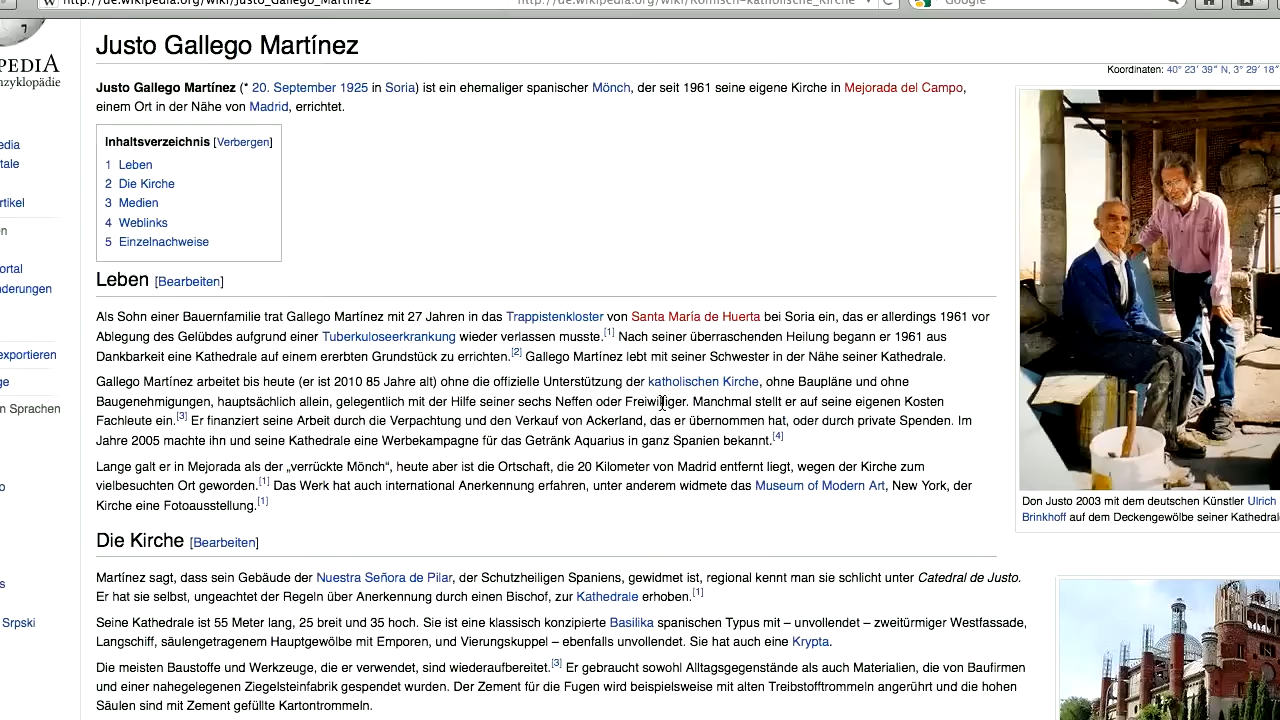 http://de.wikipedia.org/wiki/Justo_Gallego_Martínez
http://de.wikipedia.org/wiki/Römisch-katholische_Kirche
Google
PEDIA
nzyklopädie
Justo Gallego Martínez
Koordinaten: 40° 23′ 39″ N, 3° 29′ 18″
Justo Gallego Martínez (* 20. September 1925 in Soria) ist ein ehemaliger spanischer Mönch, der seit 1961 seine eigene Kirche in Mejorada del Campo,
einem Ort in der Nähe von Madrid, errichtet.
Inhaltsverzeichnis [Verbergen]
1 Leben
2 Die Kirche
3 Medien
4 Weblinks
5 Einzelnachweise
edia
tale
rtikel
en
ortal
nderungen
exportieren
ge
n Sprachen
o
s
Srpski
Leben [Bearbeiten]
Als Sohn einer Bauernfamilie trat Gallego Martínez mit 27 Jahren in das Trappistenkloster von Santa María de Huerta bei Soria ein, das er allerdings 1961 vor
Ablegung des Gelübdes aufgrund einer Tuberkuloseerkrankung wieder verlassen musste.[1] Nach seiner überraschenden Heilung begann er 1961 aus
Dankbarkeit eine Kathedrale auf einem ererbten Grundstück zu errichten.[2] Gallego Martínez lebt mit seiner Schwester in der Nähe seiner Kathedrale.
Gallego Martínez arbeitet bis heute (er ist 2010 85 Jahre alt) ohne die offizielle Unterstützung der katholischen Kirche, ohne Baupläne und ohne
Baugenehmigungen, hauptsächlich allein, gelegentlich mit der Hilfe seiner sechs Neffen oder Freiwilliger. Manchmal stellt er auf seine eigenen Kosten
Fachleute ein.[3] Er finanziert seine Arbeit durch die Verpachtung und den Verkauf von Ackerland, das er übernommen hat, oder durch private Spenden. Im
Jahre 2005 machte ihn und seine Kathedrale eine Werbekampagne für das Getränk Aquarius in ganz Spanien bekannt.[4]
Lange galt er in Mejorada als der „verrückte Mönch“, heute aber ist die Ortschaft, die 20 Kilometer von Madrid entfernt liegt, wegen der Kirche zum
vielbesuchten Ort geworden.[1] Das Werk hat auch international Anerkennung erfahren, unter anderem widmete das Museum of Modern Art, New York, der
Kirche eine Fotoausstellung.[1]
Don Justo 2003 mit dem deutschen Künstler Ulrich
Brinkhoff auf dem Deckengewölbe seiner Kathedral
Die Kirche [Bearbeiten]
Martínez sagt, dass sein Gebäude der Nuestra Señora de Pilar, der Schutzheiligen Spaniens, gewidmet ist, regional kennt man sie schlicht unter Catedral de Justo.
Er hat sie selbst, ungeachtet der Regeln über Anerkennung durch einen Bischof, zur Kathedrale erhoben.[1]
Seine Kathedrale ist 55 Meter lang, 25 breit und 35 hoch. Sie ist eine klassisch konzipierte Basilika spanischen Typus mit – unvollendet – zweitürmiger Westfassade,
Langschiff, säulengetragenem Hauptgewölbe mit Emporen, und Vierungskuppel – ebenfalls unvollendet. Sie hat auch eine Krypta.
Die meisten Baustoffe und Werkzeuge, die er verwendet, sind wiederaufbereitet.[3] Er gebraucht sowohl Alltagsgegenstände als auch Materialien, die von Baufirmen
und einer nahegelegenen Ziegelsteinfabrik gespendet wurden. Der Zement für die Fugen wird beispielsweise mit alten Treibstofftrommeln angerührt und die hohen
Säulen sind mit Zement gefüllte Kartontrommeln.